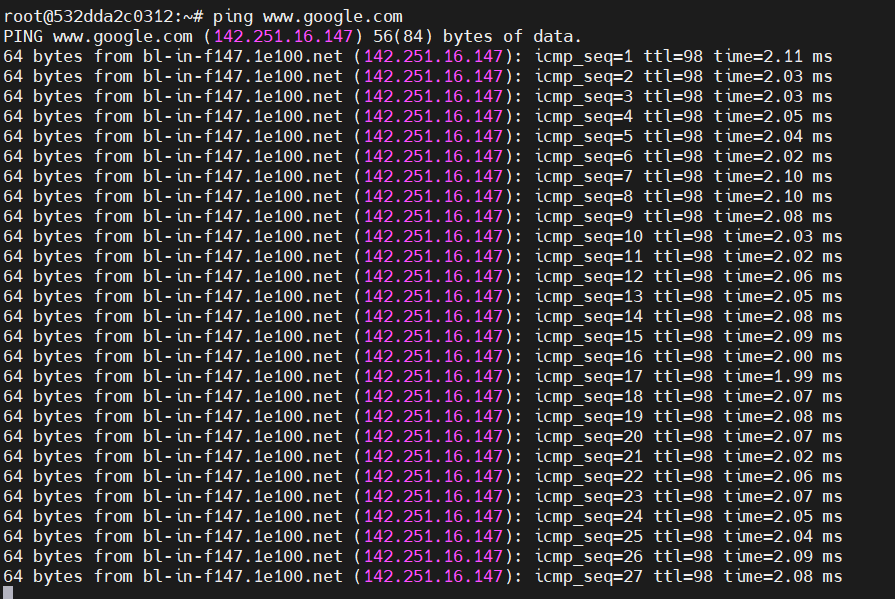 root@532dda2c0312:~# ping www.google.com
PING www.google.com (142.251.16.147) 56(84) bytes of data.
64 bytes from bl-in-f147.1e100.net (142.251.16.147): icmp_seq=1 ttl=98 time=2.11 ms
64 bytes from bl-in-f147.1e100.net (142.251.16.147): icmp_seq=2 ttl=98 time=2.03 ms
64 bytes from bl-in-f147.1e100.net (142.251.16.147): icmp_seq=3 ttl=98 time=2.03 ms
64 bytes from bl-in-f147.1e100.net (142.251.16.147): icmp_seq=4 ttl=98 time=2.05 ms
64 bytes from bl-in-f147.1e100.net (142.251.16.147): icmp_seq=5 ttl=98 time=2.04 ms
64 bytes from bl-in-f147.1e100.net (142.251.16.147): icmp_seq=6 ttl=98 time=2.02 ms
64 bytes from bl-in-f147.1e100.net (142.251.16.147): icmp_seq=7 ttl=98 time=2.10 ms
64 bytes from bl-in-f147.1e100.net (142.251.16.147): icmp_seq=8 ttl=98 time=2.10 ms
64 bytes from bl-in-f147.1e100.net (142.251.16.147): icmp_seq=9 ttl=98 time=2.08 ms
64 bytes from bl-in-f147.1e100.net (142.251.16.147): icmp_seq=10 ttl=98 time=2.03 ms
64 bytes from bl-in-f147.1e100.net (142.251.16.147): icmp_seq=11 ttl=98 time=2.02 ms
64 bytes from bl-in-f147.1e100.net (142.251.16.147): icmp_seq=12 ttl=98 time=2.06 ms
64 bytes from bl-in-f147.1e100.net (142.251.16.147): icmp_seq=13 ttl=98 time=2.05 ms
64 bytes from bl-in-f147.1e100.net (142.251.16.147): icmp_seq=14 ttl=98 time=2.08 ms
64 bytes from bl-in-f147.1e100.net (142.251.16.147): icmp_seq=15 ttl=98 time=2.09 ms
64 bytes from bl-in-f147.1e100.net (142.251.16.147): icmp_seq=16 ttl=98 time=2.00 ms
64 bytes from bl-in-f147.1e100.net (142.251.16.147): icmp_seq=17 ttl=98 time=1.99 ms
64 bytes from bl-in-f147.1e100.net (142.251.16.147): icmp_seq=18 ttl=98 time=2.07 ms
64 bytes from bl-in-f147.1e100.net (142.251.16.147): icmp_seq=19 ttl=98 time=2.08 ms
64 bytes from bl-in-f147.1e100.net (142.251.16.147): icmp_seq=20 ttl=98 time=2.07 ms
64 bytes from bl-in-f147.1e100.net (142.251.16.147): icmp_seq=21 ttl=98 time=2.02 ms
64 bytes from bl-in-f147.1e100.net (142.251.16.147): icmp_seq=22 ttl=98 time=2.06 ms
64 bytes from bl-in-f147.1e100.net (142.251.16.147): icmp_seq=23 ttl=98 time=2.07 ms
64 bytes from bl-in-f147.1e100.net (142.251.16.147): icmp_seq=24 ttl=98 time=2.05 ms
64 bytes from bl-in-f147.1e100.net (142.251.16.147): icmp_seq=25 ttl=98 time=2.04 ms
64 bytes from bl-in-f147.1e100.net (142.251.16.147): icmp_seq=26 ttl=98 time=2.09 ms
64 bytes from bl-in-f147.1e100.net (142.251.16.147): icmp_seq=27 ttl=98 time=2.08 ms